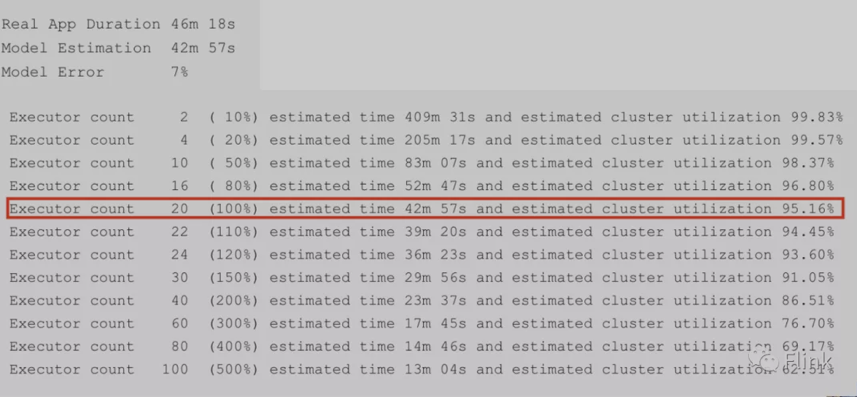 Real App Duration 46m 18s
Model Estimation 42m 57s
Model Error 7%
Executor count 2 ( 10%) estimated time 409m 31s and estimated cluster utilization 99.83%
Executor count 4 ( 20%) estimated time 205m 17s and estimated cluster utilization 99.57%
Executor count 10 ( 50%) estimated time 83m 07s and estimated cluster utilization 98.37%
Executor count 16 ( 80%) estimated time 52m 47s and estimated cluster utilization 96.80%
Executor count 20 (100%) estimated time 42m 57s and estimated cluster utilization 95.16%
Executor count 22 (110%) estimated time 39m 20s and estimated cluster utilization 94.45%
Executor count 24 (120%) estimated time 36m 23s and estimated cluster utilization 93.60%
Executor count 30 (150%) estimated time 29m 56s and estimated cluster utilization 91.05%
Executor count 40 (200%) estimated time 23m 37s and estimated cluster utilization 86.51%
Executor count 60 (300%) estimated time 17m 45s and estimated cluster utilization 76.70%
Executor count 80 (400%) estimated time 14m 46s and estimated cluster utilization 69.17%
Executor count 100 (500%) estimated time 13m 04s and estimated cluster utilization 62.51%
Flink